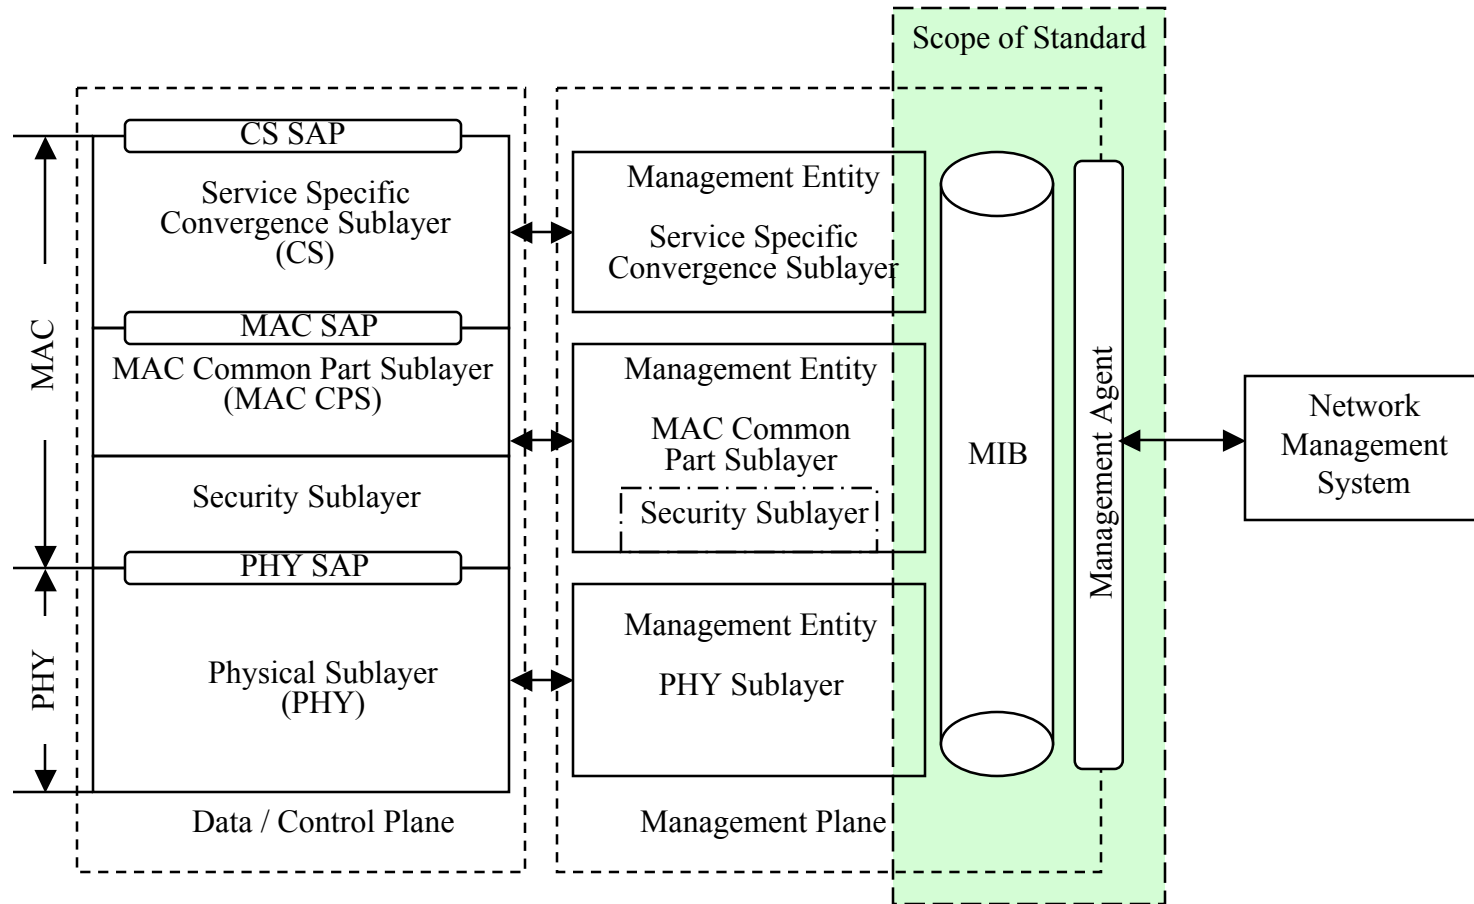 Scope of Standard
CS SAP
Service Specific
Convergence Sublayer
(CS)
MAC SAP
MAC Common Part Sublayer
(MAC CPS)
Security Sublayer
PHY SAP
Physical Sublayer
(PHY)
Data / Control Plane
MAC
PHY
Management Entity
Service Specific
Convergence Sublayer
Management Entity
MAC Common
Part Sublayer
Security Sublayer
Management Entity
PHY Sublayer
Management Plane
MIB
Management Agent
Network
Management
System